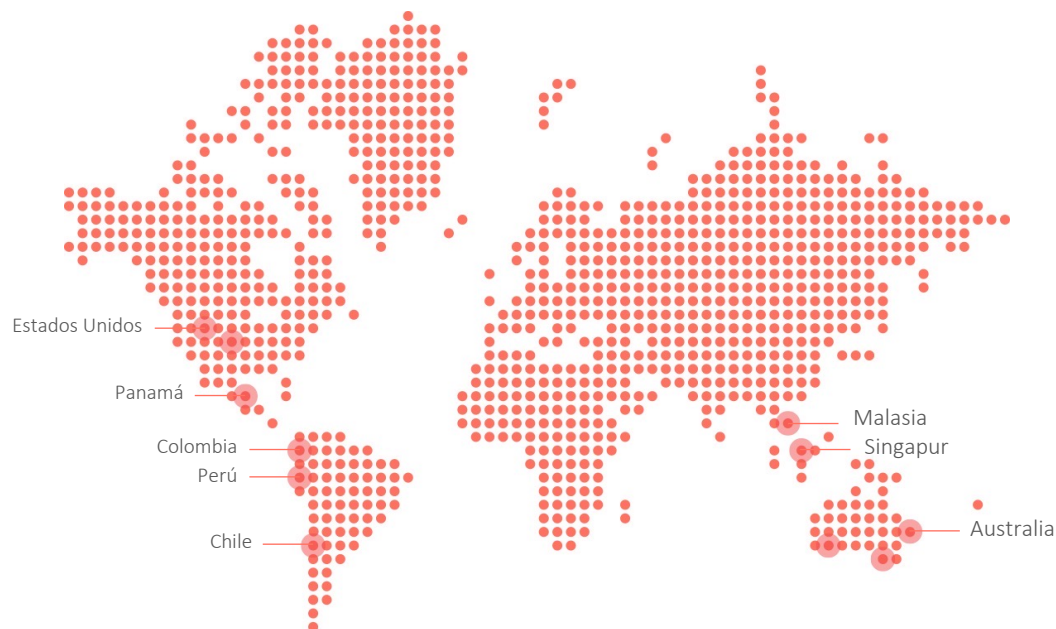 Estados Unidos
Panamá
Colombia
Perú
Chile
Malasia
Singapur
Australia